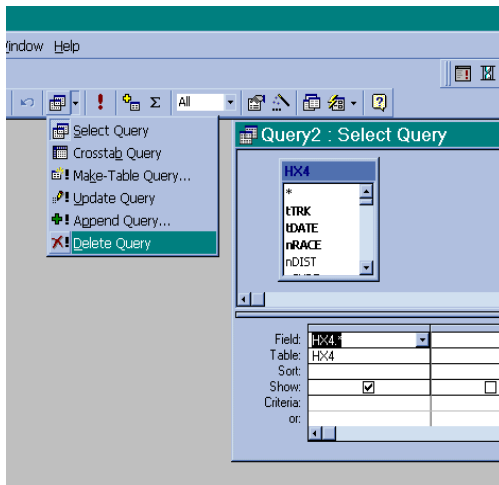 indow Help
All
Select Query
Crosstab Query
Make-Table Query...
Update Query
Append Query...
Delete Query
Query2 : Select Query
HX4
*
tTRK
tDATE
nRACE
nDIST
Field: HX4.*
Table: HX4
Sort:
Show:
Criteria:
or: